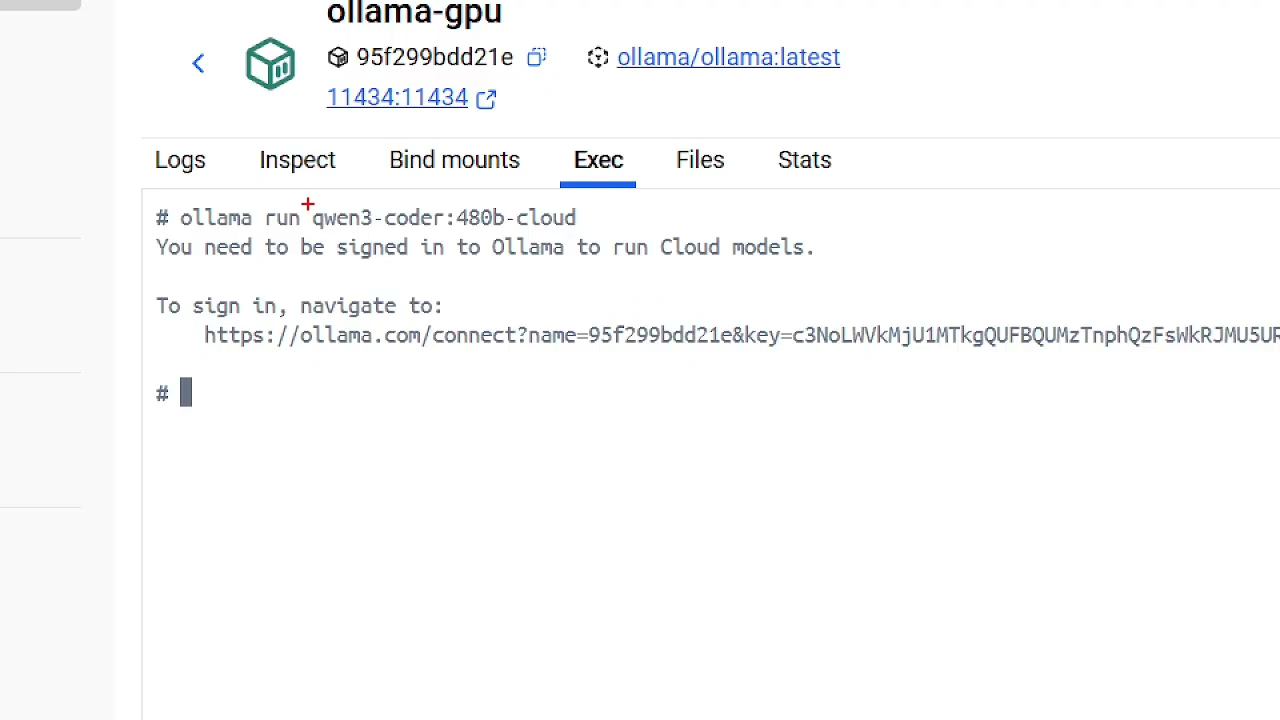 ollama-gpu
95f299bdd21e ollama/ollama:latest
11434:11434
Logs Inspect Bind mounts Exec Files Stats
# ollama run qwen3-coder:480b-cloud
You need to be signed in to Ollama to run Cloud models.
To sign in, navigate to:
https://ollama.com/connect?name=95f299bdd21e&key=c3NoLWVkMjU1MTkgQUFBQUMzTnphQzFsWkRJMU5UR
#